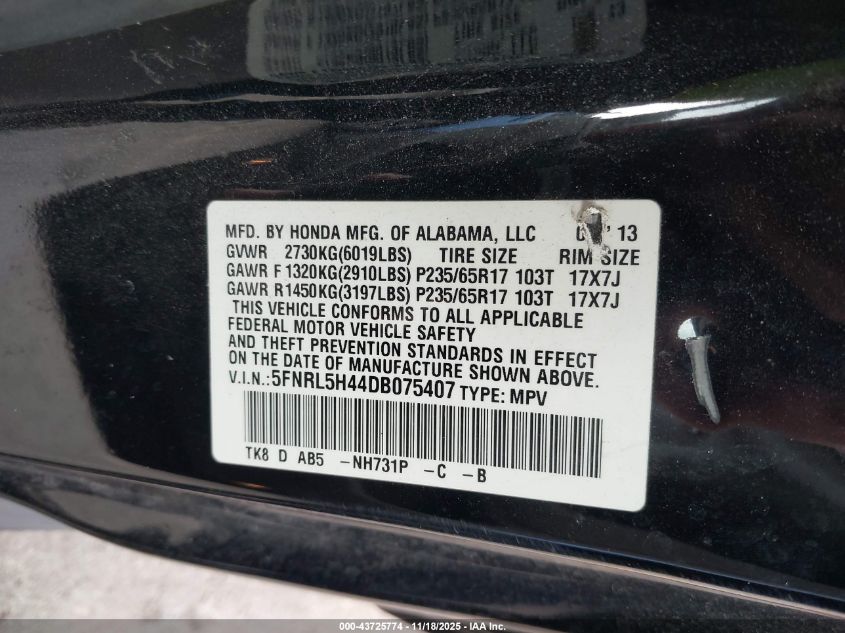 MFD. BY HONDA MFG. OF ALABAMA, LLC 13
GVWR 2730KG(6019LBS) TIRE SIZE RIM SIZE
GAWR F 1320KG(2910LBS) P235/65R17 103T 17X7J
GAWR R1450KG(3197LBS) P235/65R17 103T 17X7J
THIS VEHICLE CONFORMS TO ALL APPLICABLE
FEDERAL MOTOR VEHICLE SAFETY
AND THEFT PREVENTION STANDARDS IN EFFECT
ON THE DATE OF MANUFACTURE SHOWN ABOVE.
V.I.N.:5FNRL5H44DB075407 TYPE: MPV
TK8 D AB5 -NH731P -C -B
000-43725774 - 11/18/2025 - © IAA Inc.